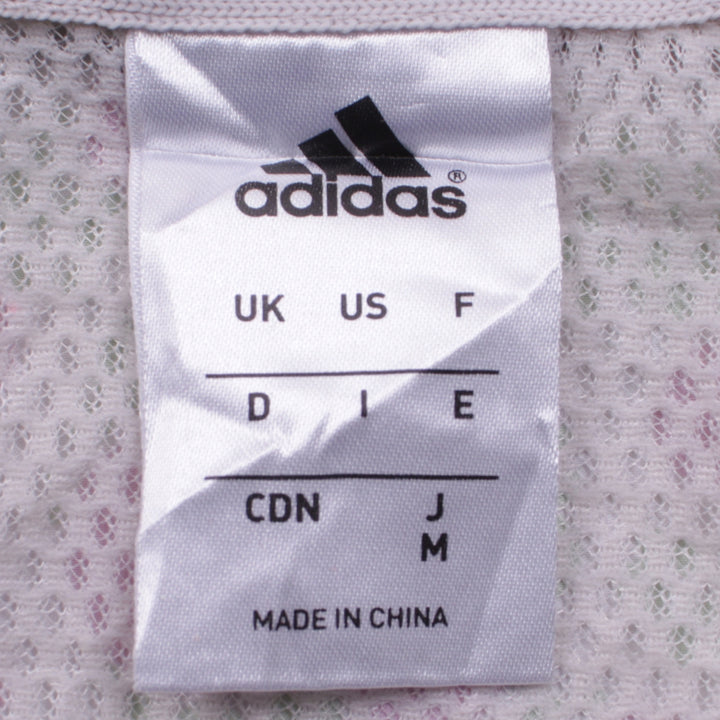 adidas®
UK US F
D I E
CDN J
M
MADE IN CHINA